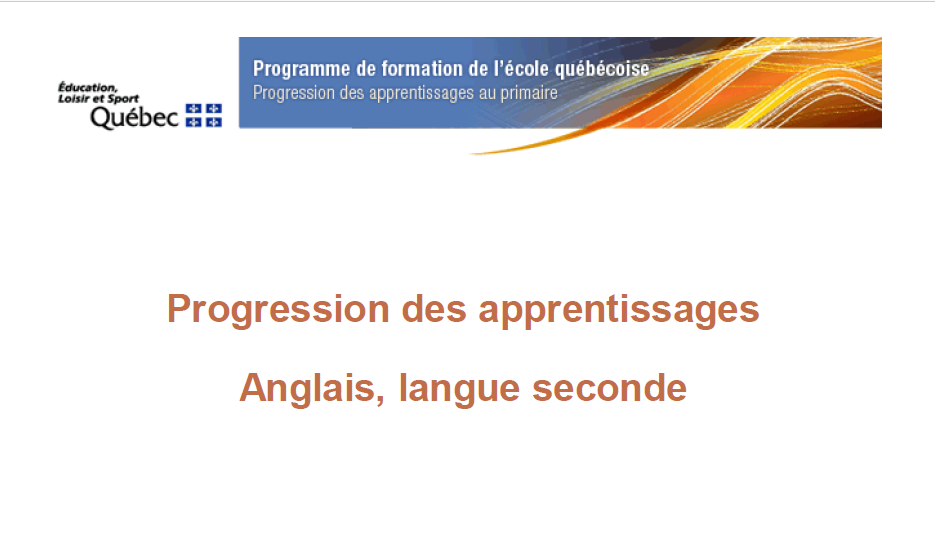 Éducation,
Loisir et Sport
Québec
Programme de formation de l'école québécoise
Progression des apprentissages au primaire
Progression des apprentissages
Anglais, langue seconde